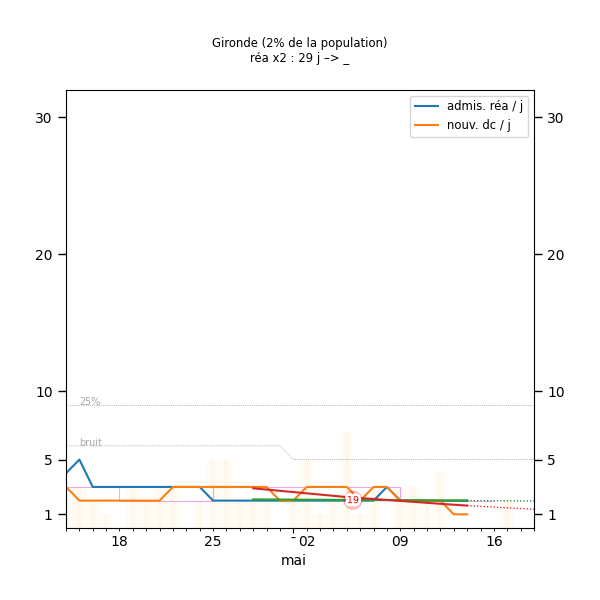 Gironde (2% de la population)
réa x2 : 29 j –> _
admis. réa / j
nouv. dc / j
30 30
20 20
10 10
25%
bruit
5 5
19
1 1
18 25 02 09 16
mai